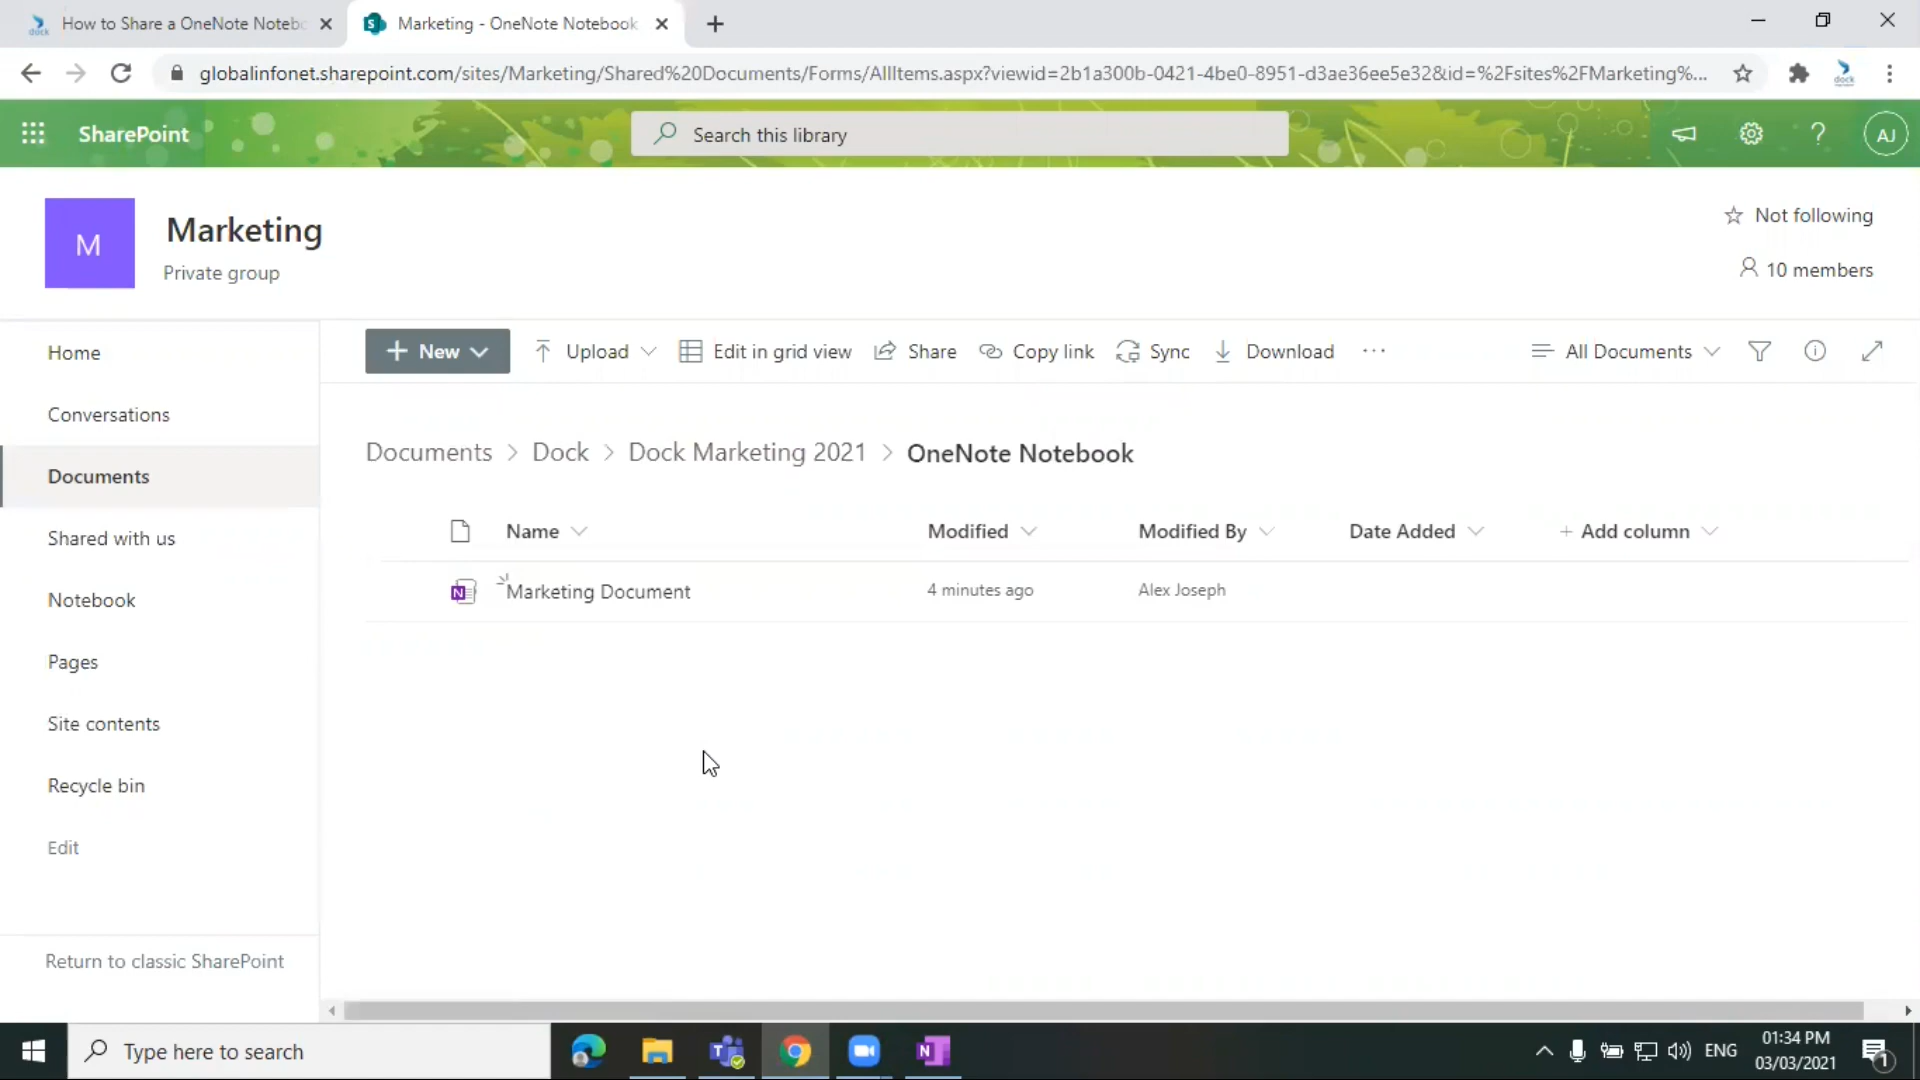 How to Share a OneNote Notebo
Marketing - OneNote Notebook
globalinfonet.sharepoint.com/sites/Marketing/Shared%20Documents/Forms/AllItems.aspx?viewid=2b1a300b-0421-4be0-8951-d3ae36ee5e32&id=%2Fsites%2FMarketing%...
SharePoint
Search this library
AJ
M
Marketing
Private group
Not following
10 members
Home
Conversations
Documents
Shared with us
Notebook
Pages
Site contents
Recycle bin
Edit
Return to classic SharePoint
+ New
Upload
Edit in grid view
Share
Copy link
Sync
Download
...
All Documents
Documents > Dock > Dock Marketing 2021 > OneNote Notebook
Name
Modified
Modified By
Date Added
+ Add column
Marketing Document
4 minutes ago
Alex Joseph
Type here to search
ENG
01:34 PM
03/03/2021
1